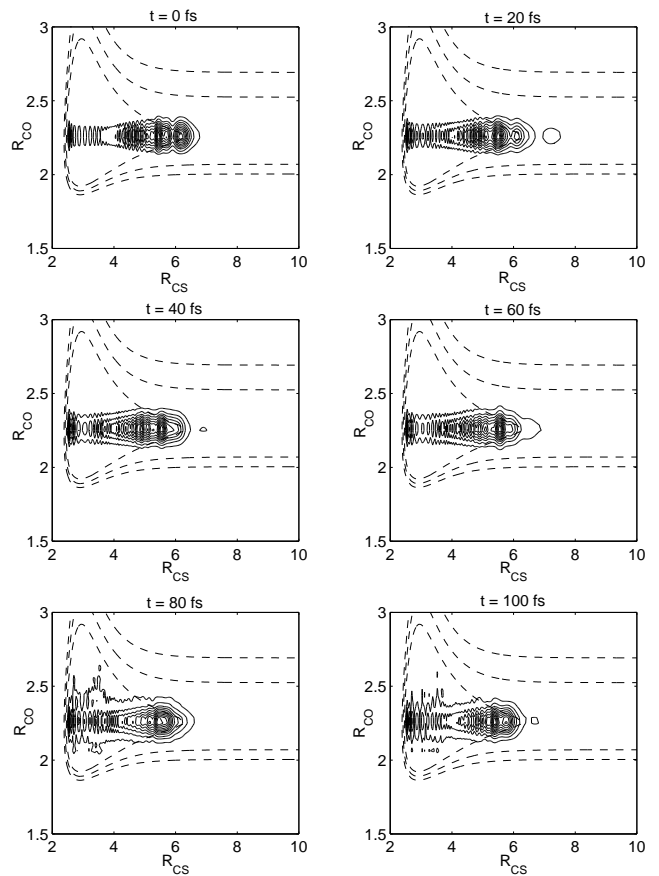 t = 0 fs
3
2.5
2
1.5
R_CO
2 4 6 8 10
R_CS
t = 20 fs
3
2.5
2
1.5
R_CO
2 4 6 8 10
R_CS
t = 40 fs
3
2.5
2
1.5
R_CO
2 4 6 8 10
R_CS
t = 60 fs
3
2.5
2
1.5
R_CO
2 4 6 8 10
R_CS
t = 80 fs
3
2.5
2
1.5
R_CO
2 4 6 8 10
R_CS
t = 100 fs
3
2.5
2
1.5
R_CO
2 4 6 8 10
R_CS